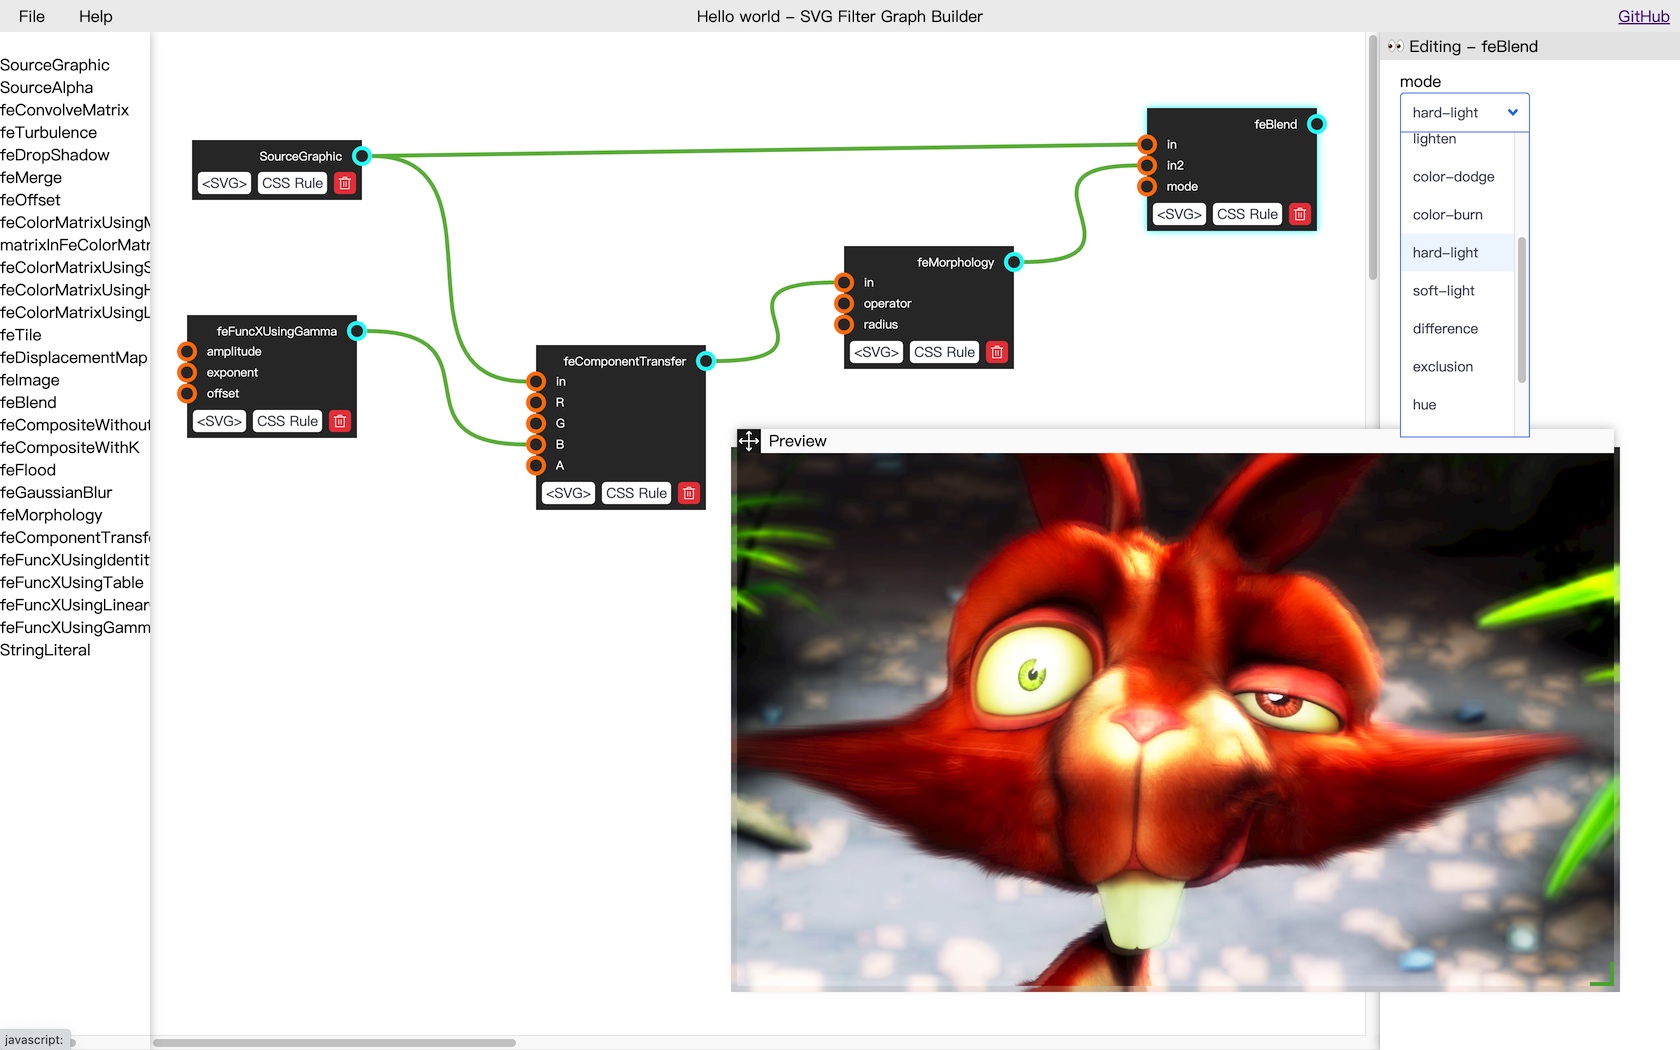 File
Help
Hello world – SVG Filter Graph Builder
GitHub
SourceGraphic
SourceAlpha
feConvolveMatrix
feTurbulence
feDropShadow
feMerge
feOffset
feColorMatrixUsingM
matrixInFeColorMatr
feColorMatrixUsingS
feColorMatrixUsingH
feColorMatrixUsingL
feTile
feDisplacementMap
feImage
feBlend
feCompositeWithout
feCompositeWithK
feFlood
feGaussianBlur
feMorphology
feComponentTransfe
feFuncXUsingIdentit
feFuncXUsingTable
feFuncXUsingLinear
feFuncXUsingGamm
StringLiteral
javascript:
SourceGraphic
<SVG> CSS Rule
feFuncXUsingGamma
amplitude
exponent
offset
<SVG> CSS Rule
feComponentTransfer
in
R
G
B
A
<SVG> CSS Rule
feMorphology
in
operator
radius
<SVG> CSS Rule
feBlend
in
in2
mode
<SVG> CSS Rule
Preview
Editing – feBlend
mode
hard–light
lighten
color–dodge
color–burn
hard–light
soft–light
difference
exclusion
hue